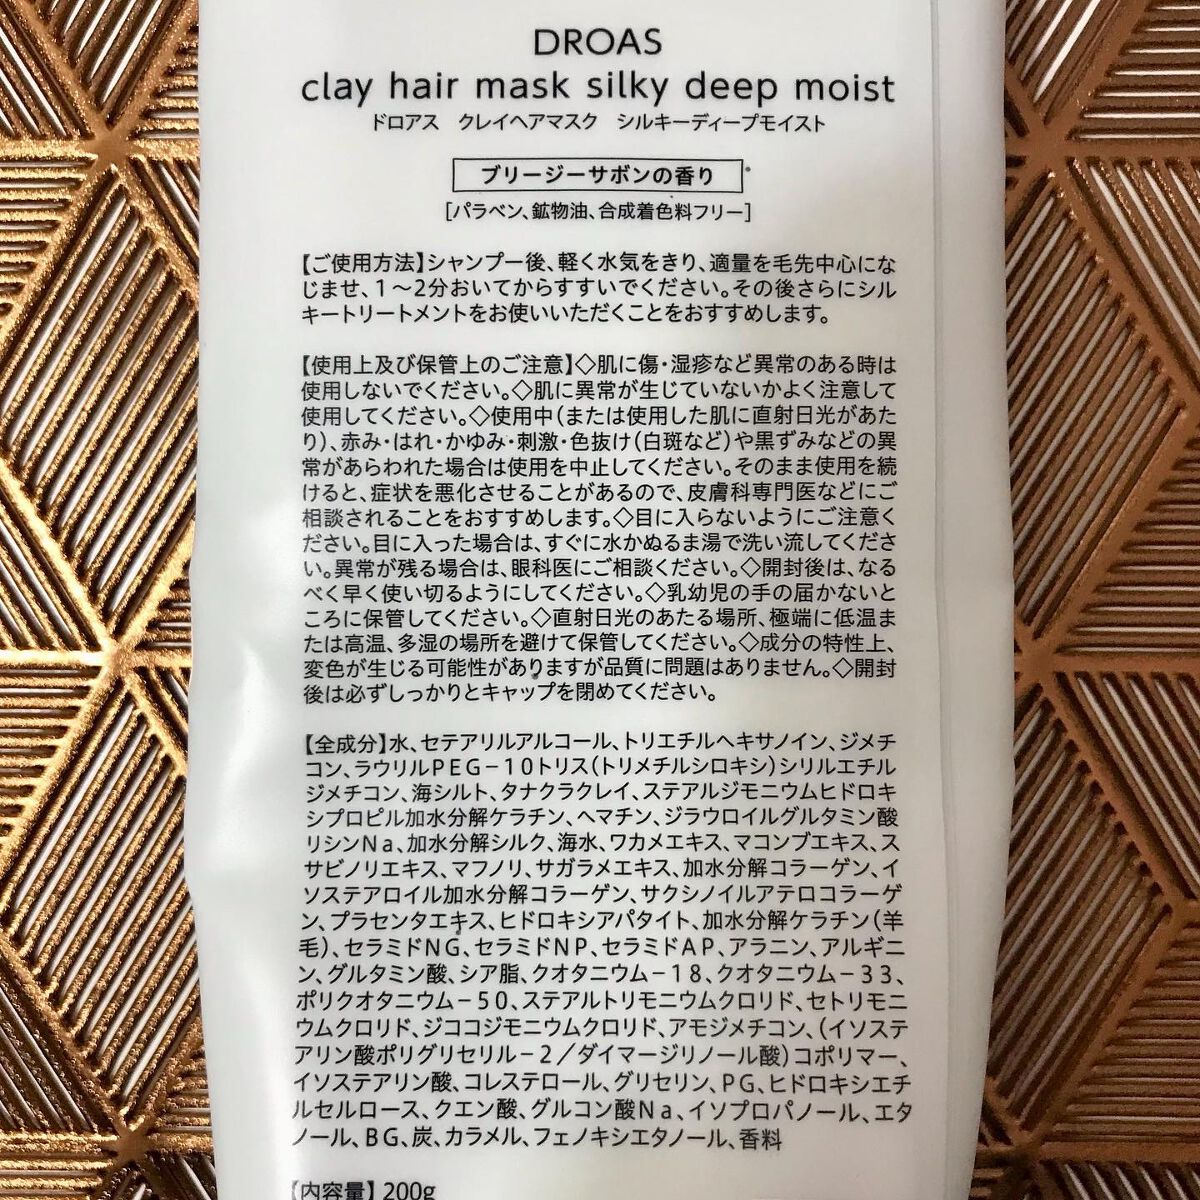 DROAS
clay hair mask silky deep moist
ドロアス　クレイヘアマスク　シルキーディープモイスト
ブリージーサボンの香り
[パラベン、鉱物油、合成着色料フリー]
【ご使用方法】シャンプー後、軽く水気をきり、適量を毛先中心にな
じませ、1〜2分おいてからすすいでください。その後さらにシル
キートリートメントをお使いいただくことをおすすめします。
【使用上及び保管上のご注意】◇肌に傷・湿疹など異常のある時は
使用しないでください。◇肌に異常が生じていないかよく注意して
使用してください。◇使用中(または使用した肌に直射日光があた
り)、赤み・はれ・かゆみ・刺激・色抜け(白斑など)や黒ずみなどの異
常があらわれた場合は使用を中止してください。そのまま使用を続
けると、症状を悪化させることがあるので、皮膚科専門医などにご
相談されることをおすすめします。◇目に入らないようにご注意く
ださい。目に入った場合は、すぐに水かぬるま湯で洗い流してくださ
い。異常が残る場合は、眼科医にご相談ください。◇開封後は、なる
べく早く使い切るようにしてください。◇乳幼児の手の届かないと
ころに保管してください。◇直射日光のあたる場所、極端に低温ま
たは高温、多湿の場所を避けて保管してください。◇成分の特性上、
変色が生じる可能性がありますが品質に問題はありません。◇開封
後は必ずしっかりとキャップを閉めてください。
【全成分】水、セテアリルアルコール、トリエチルヘキサノイン、ジメチ
コン、ラウリルPEG−10トリス(トリメチルシロキシ)シリルエチル
ジメチコン、海シルト、タナクラクレイ、ステアルジモニウムヒドロキ
シプロピル加水分解ケラチン、ヘマチン、ジラウロイルグルタミン酸
リシンNa、加水分解シルク、海水、ワカメエキス、マコンブエキス、ス
サビノリエキス、マフノリ、サガラメエキス、加水分解コラーゲン、イ
ソステアロイル加水分解コラーゲン、サクシノイルアテロコラーゲ
ン、プラセンタエキス、ヒドロキシアパタイト、加水分解ケラチン(羊
毛)、セラミドNG、セラミドNP、セラミドAP、アラニン、アルギニ
ン、グルタミン酸、シア脂、クオタニウム−18、クオタニウム−33、
ポリクオタニウム−50、ステアルトリモニウムクロリド、セトリモニ
ウムクロリド、ジココジモニウムクロリド、アモジメチコン、(イソステ
アリン酸ポリグリセリル−2／ダイマージリノール酸)コポリマー、
イソステアリン酸、コレステロール、グリセリン、PG、ヒドロキシエチ
ルセルロース、クエン酸、グルコン酸Na、イソプロパノール、エタ
ノール、BG、炭、カラメル、フェノキシエタノール、香料
【内容量】200g